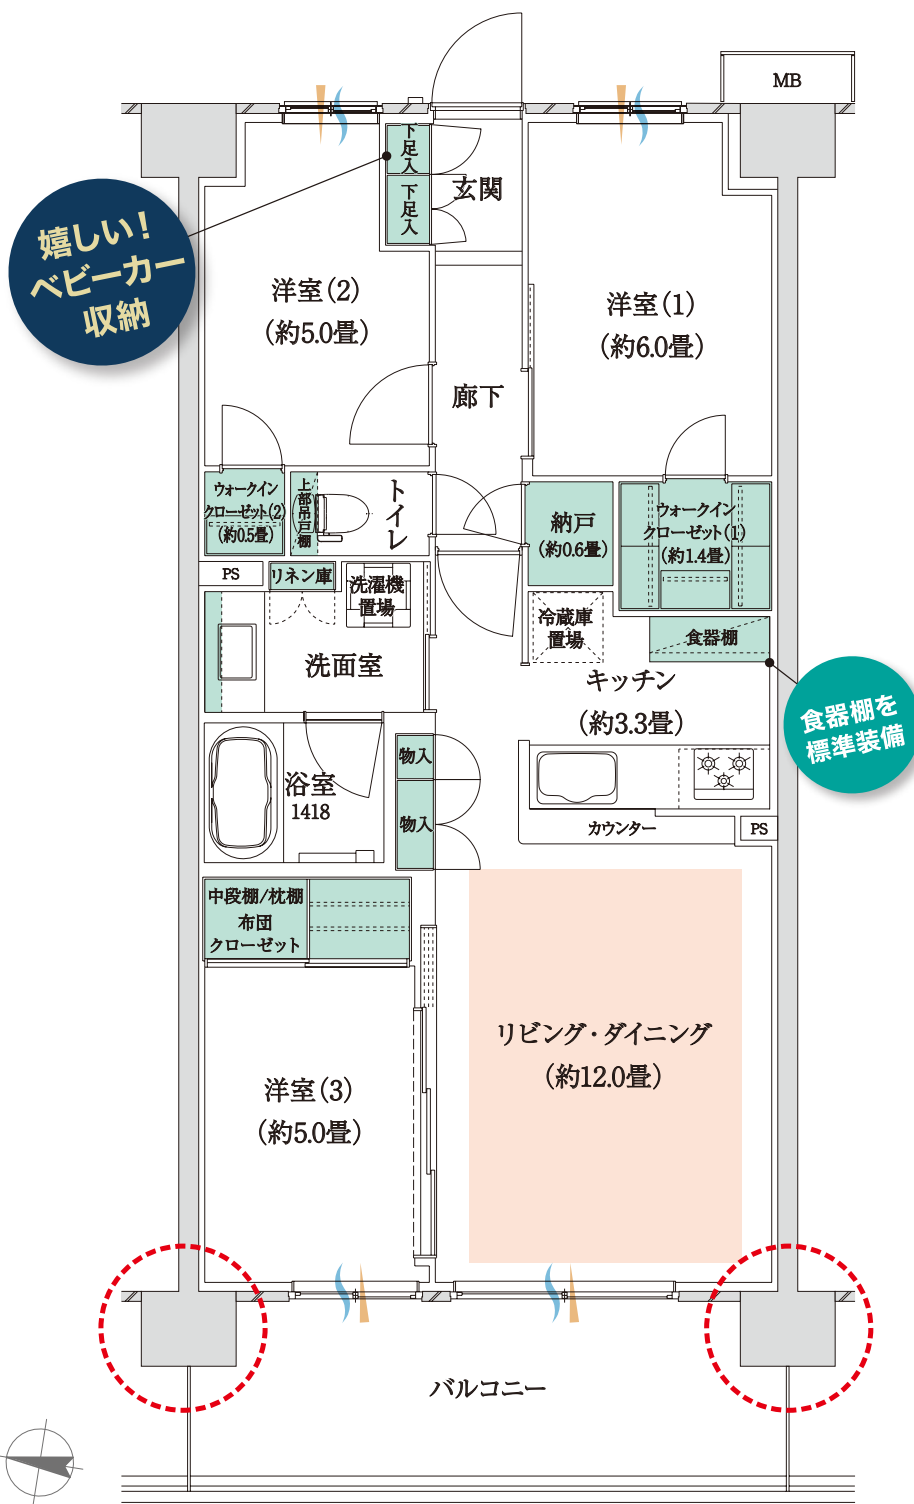 MB
下足入
下足入
玄関
嬉しい！
ベビーカー
収納
洋室（2）
（約5.0畳）
洋室（1）
（約6.0畳）
廊下
ウォークイン
クローゼット（2）
（約0.5畳）
上部吊戸棚
トイレ
納戸
（約0.6畳）
ウォークイン
クローゼット（1）
（約1.4畳）
PS
リネン庫
洗濯機
置場
冷蔵庫
置場
食器棚
洗面室
キッチン
（約3.3畳）
食器棚を
標準装備
物入
浴室
1418
物入
カウンター
PS
中段棚/枕棚
布団
クローゼット
リビング・ダイニング
（約12.0畳）
洋室（3）
（約5.0畳）
バルコニー